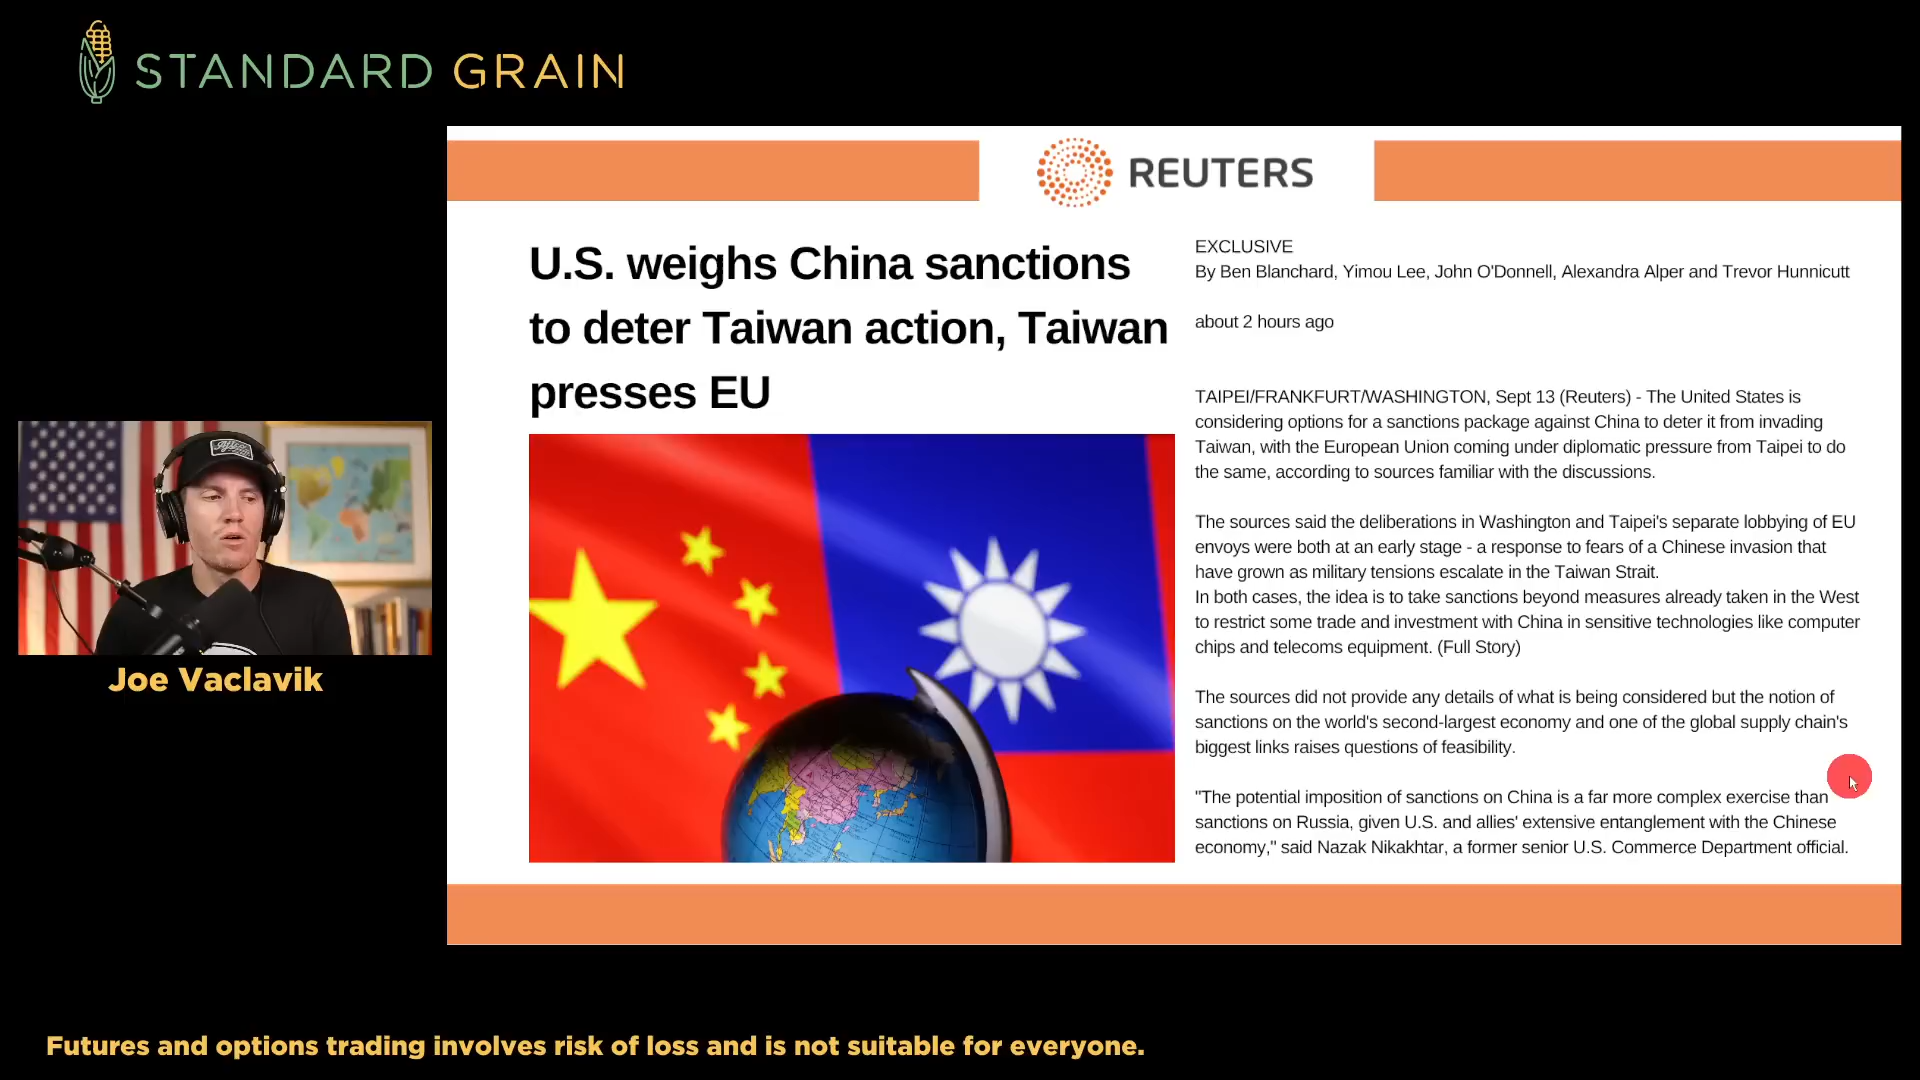 STANDARD GRAIN
REUTERS
U.S. weighs China sanctions
to deter Taiwan action, Taiwan
presses EU
EXCLUSIVE
By Ben Blanchard, Yimou Lee, John O'Donnell, Alexandra Alper and Trevor Hunnicutt
about 2 hours ago
TAIPEI/FRANKFURT/WASHINGTON, Sept 13 (Reuters) - The United States is
considering options for a sanctions package against China to deter it from invading
Taiwan, with the European Union coming under diplomatic pressure from Taipei to do
the same, according to sources familiar with the discussions.
The sources said the deliberations in Washington and Taipei's separate lobbying of EU
envoys were both at an early stage - a response to fears of a Chinese invasion that
have grown as military tensions escalate in the Taiwan Strait.
In both cases, the idea is to take sanctions beyond measures already taken in the West
to restrict some trade and investment with China in sensitive technologies like computer
chips and telecoms equipment. (Full Story)
The sources did not provide any details of what is being considered but the notion of
sanctions on the world's second-largest economy and one of the global supply chain's
biggest links raises questions of feasibility.
"The potential imposition of sanctions on China is a far more complex exercise than
sanctions on Russia, given U.S. and allies' extensive entanglement with the Chinese
economy," said Nazak Nikakhtar, a former senior U.S. Commerce Department official.
Joe Vaclavik
Futures and options trading involves risk of loss and is not suitable for everyone.